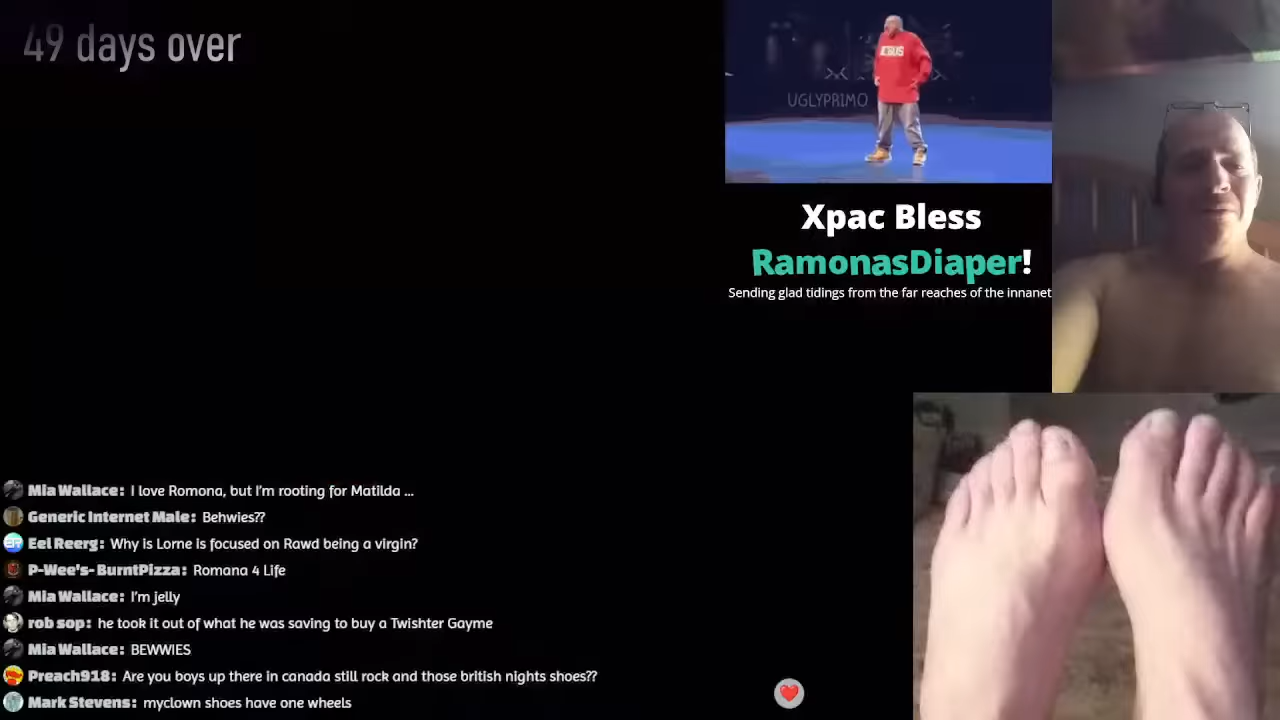 49 days over
JESUS
UGLYPRIMO
Xpac Bless
RamonasDiaper!
Sending glad tidings from the far reaches of the innanet
Mia Wallace: I love Romona, but I'm rooting for Matilda ...
Generic Internet Male: Behwies??
ER Eel Reerg: Why is Lorne is focused on Rawd being a virgin?
P-Wee's-BurntPizza: Romana 4 Life
Mia Wallace: I'm jelly
rob sop: he took it out of what he was saving to buy a Twishter Gayme
Mia Wallace: BEWWIES
Preach918: Are you boys up there in canada still rock and those british nights shoes??
Mark Stevens: myclown shoes have one wheels